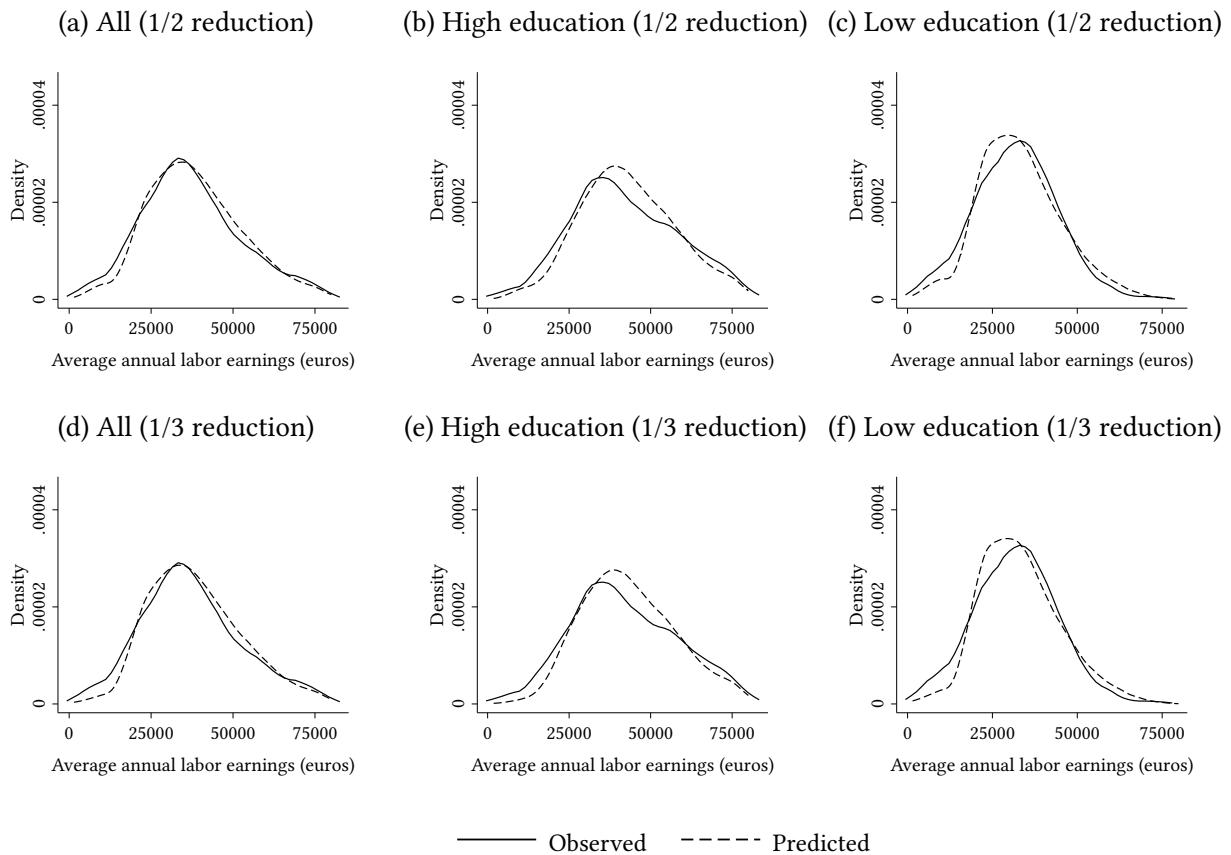 (a) All (1/2 reduction)
(b) High education (1/2 reduction)
(c) Low education (1/2 reduction)
Density
0
.00002
.00004
0 25000 50000 75000
Average annual labor earnings (euros)
Density
0
.00002
.00004
0 25000 50000 75000
Average annual labor earnings (euros)
Density
0
.00002
.00004
0 25000 50000 75000
Average annual labor earnings (euros)
(d) All (1/3 reduction)
(e) High education (1/3 reduction)
(f) Low education (1/3 reduction)
Density
0
.00002
.00004
0 25000 50000 75000
Average annual labor earnings (euros)
Density
0
.00002
.00004
0 25000 50000 75000
Average annual labor earnings (euros)
Density
0
.00002
.00004
0 25000 50000 75000
Average annual labor earnings (euros)
Observed Predicted